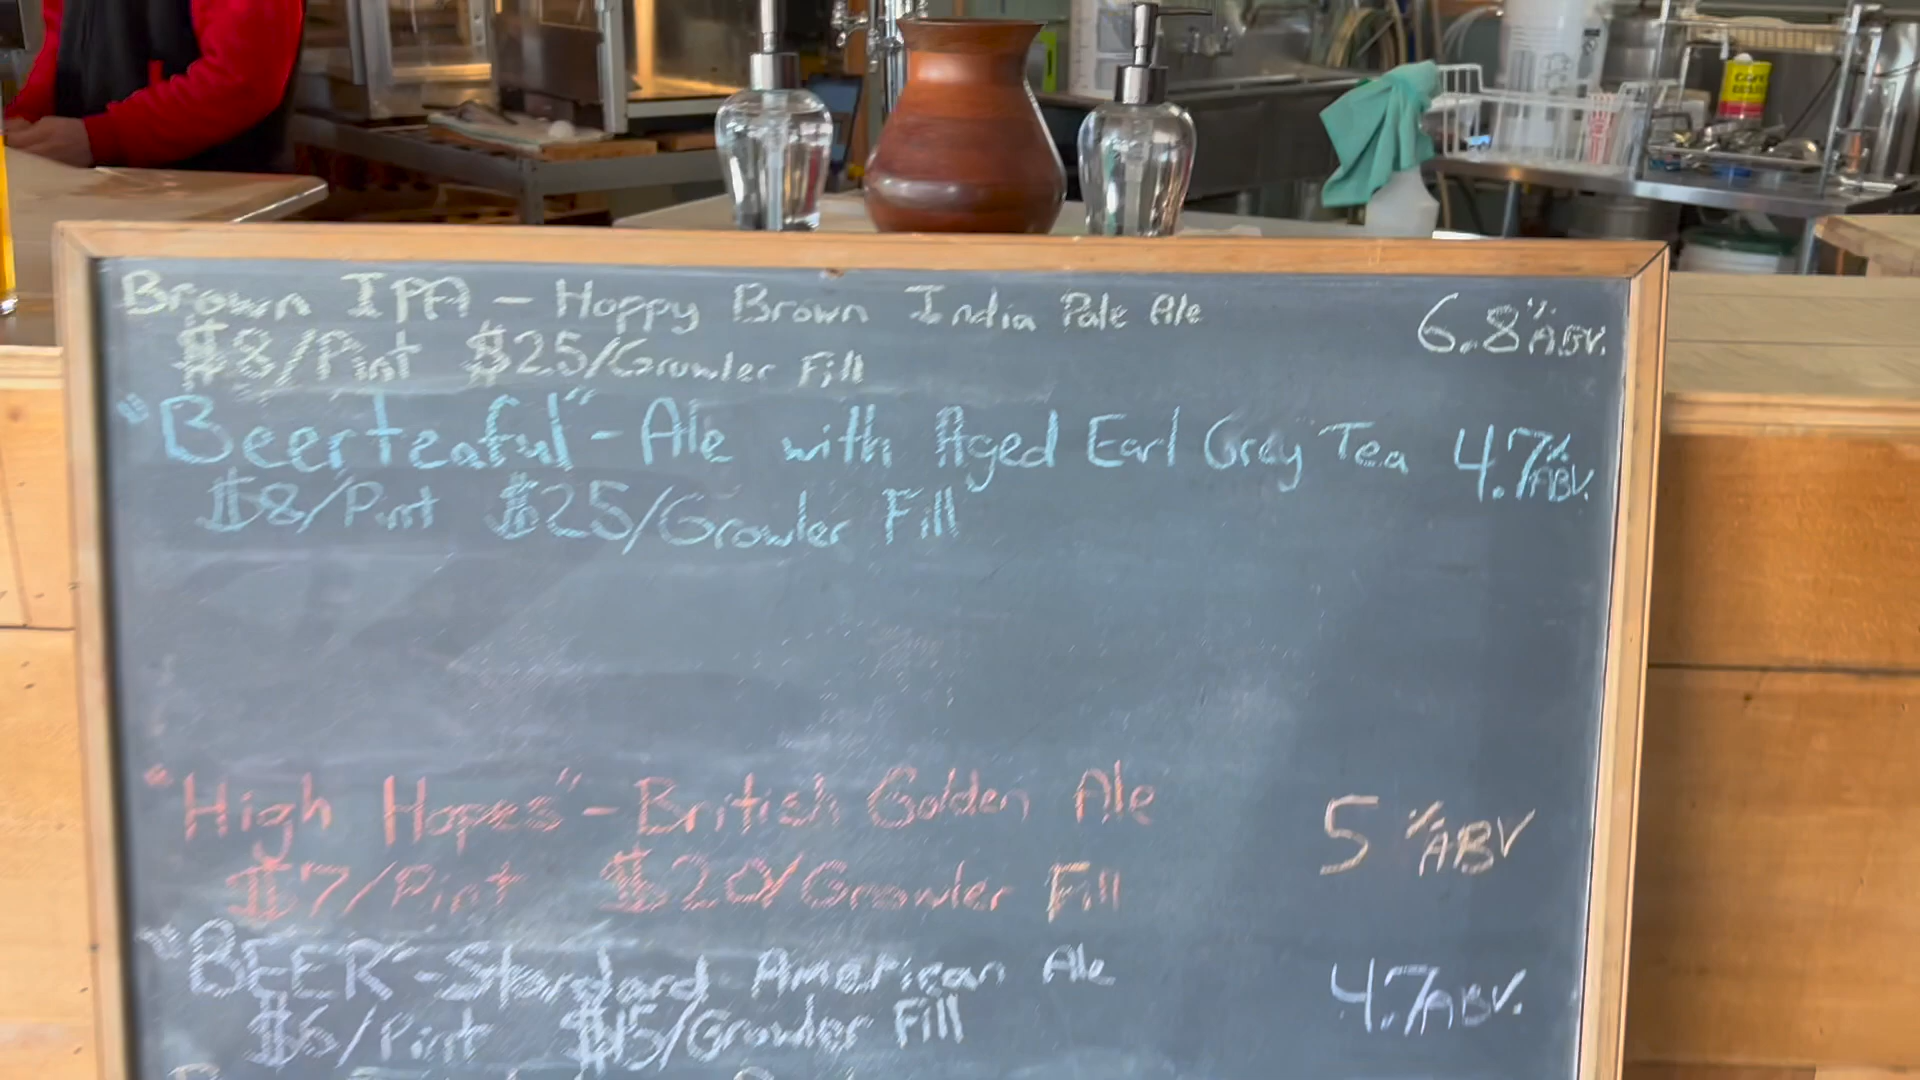 Brown IPA - Hoppy Brown India Pale Ale 6.8% ABV.
$8/Pint $25/Growler Fill
"Beerteaful" - Ale with Aged Earl Grey Tea 4.7% ABV.
$8/Pint $25/Growler Fill
"High Hopes" - British Golden Ale 5% ABV
$7/Pint $20/Growler Fill
"BEER" - Standard American Ale 4.7 ABV.
$6/Pint $15/Growler Fill